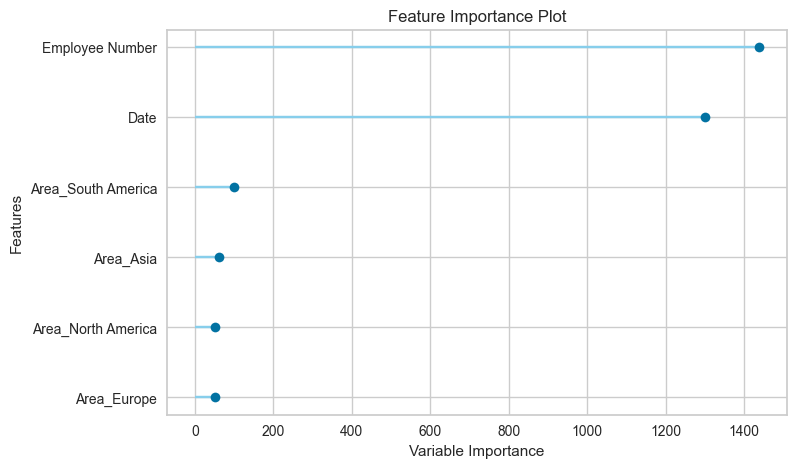 Feature Importance Plot
Employee Number
Date
Area_South America
Area_Asia
Area_North America
Area_Europe
Features
0 200 400 600 800 1000 1200 1400
Variable Importance